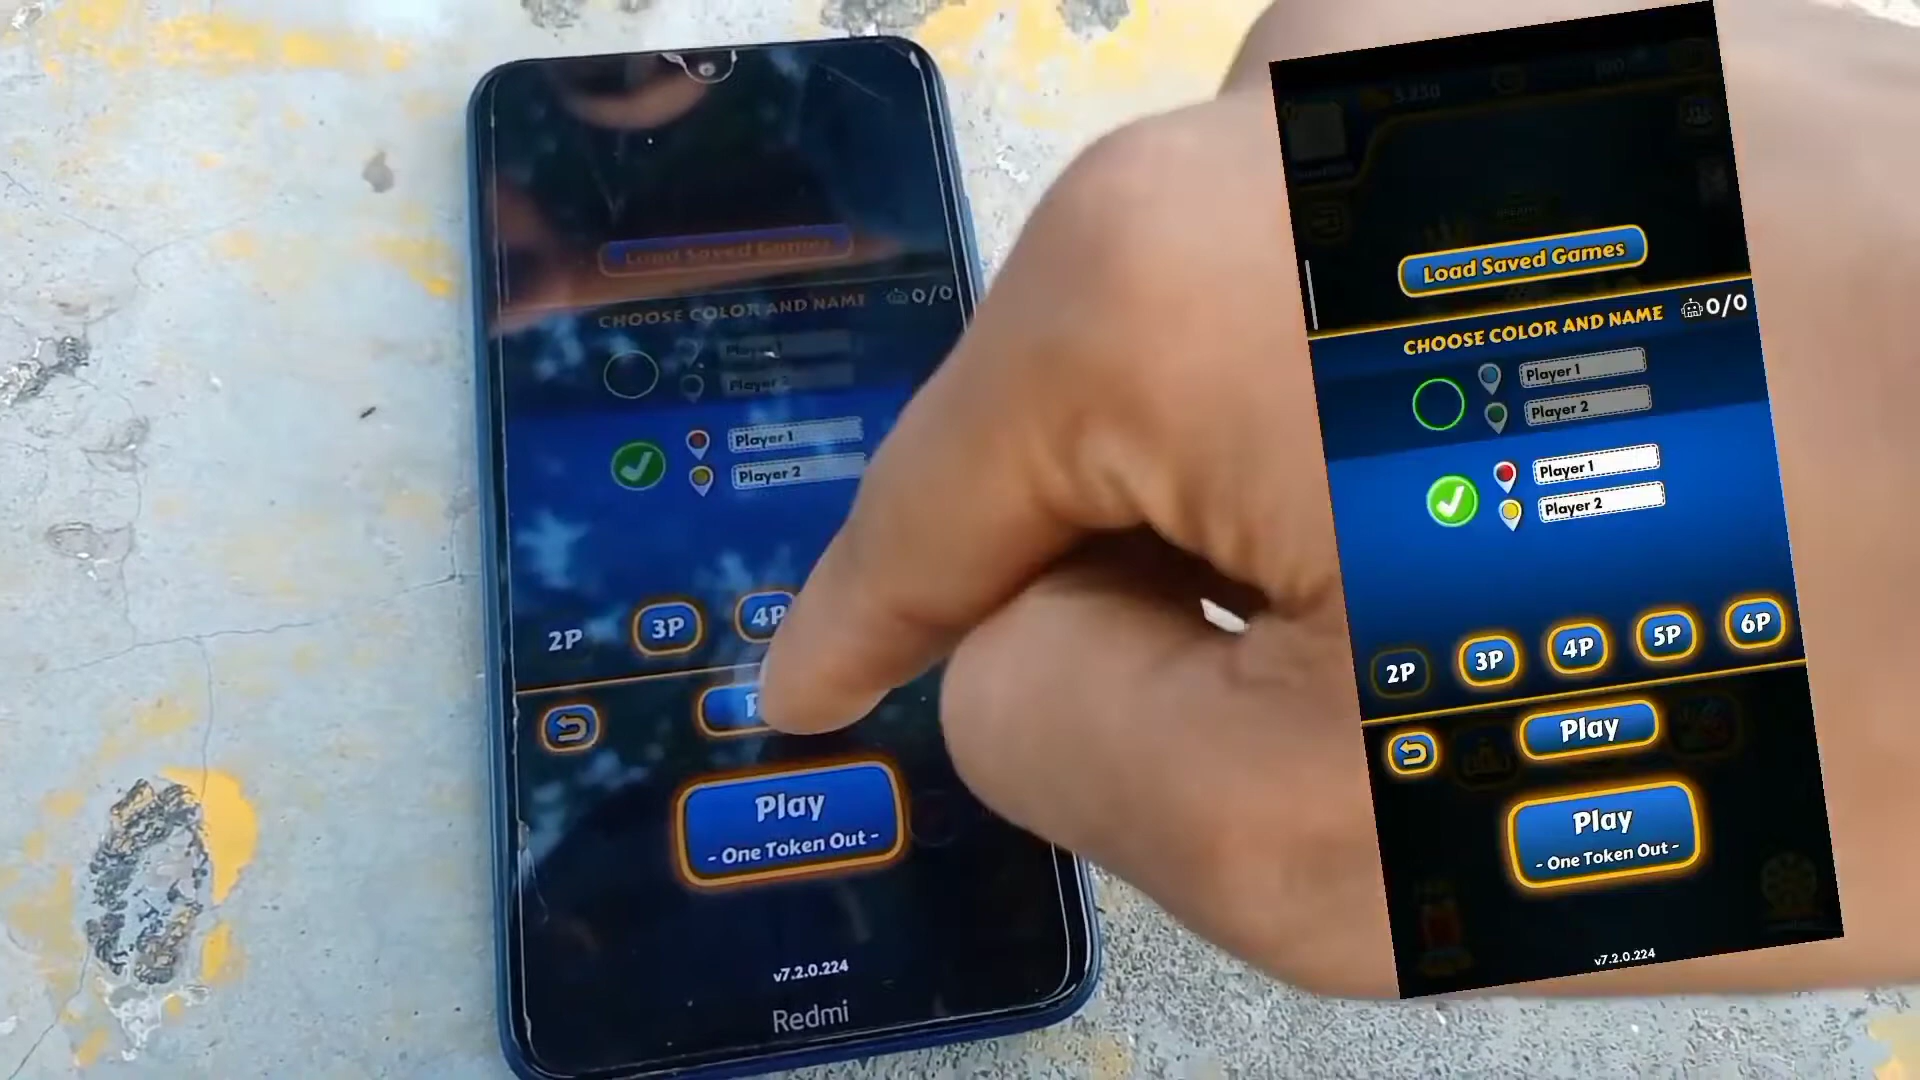 Load Saved Games
CHOOSE COLOR AND NAME
0/0
Player 1
Player 2
Player 1
Player 2
2P
3P
4P
P
Play
- One Token Out -
v7.2.0.224
Redmi
Load Saved Games
CHOOSE COLOR AND NAME
0/0
Player 1
Player 2
Player 1
Player 2
2P
3P
4P
5P
6P
Play
Play
- One Token Out -
v7.2.0.224